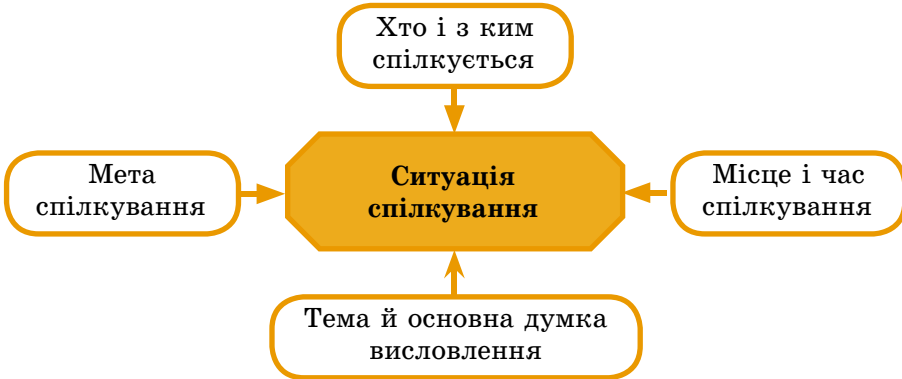 Хто і з ким
спілкується
Мета
спілкування
Ситуація
спілкування
Місце і час
спілкування
Тема й основна думка
висловлення